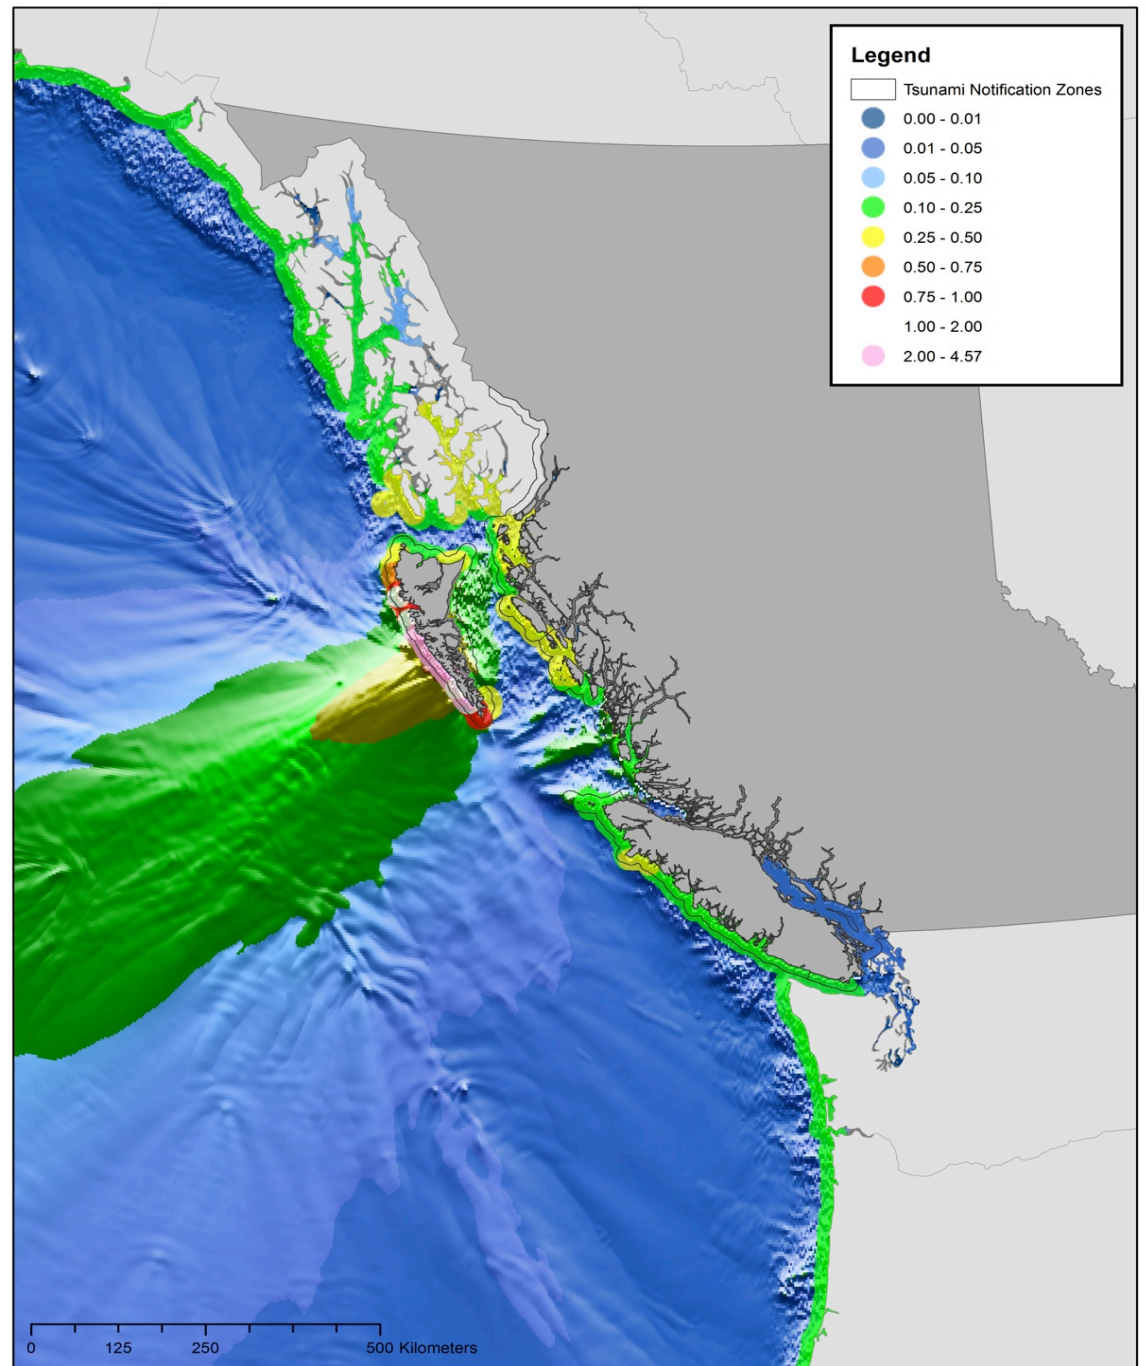 Legend
Tsunami Notification Zones
0.00 - 0.01
0.01 - 0.05
0.05 - 0.10
0.10 - 0.25
0.25 - 0.50
0.50 - 0.75
0.75 - 1.00
1.00 - 2.00
2.00 - 4.57
0 125 250 500 Kilometers